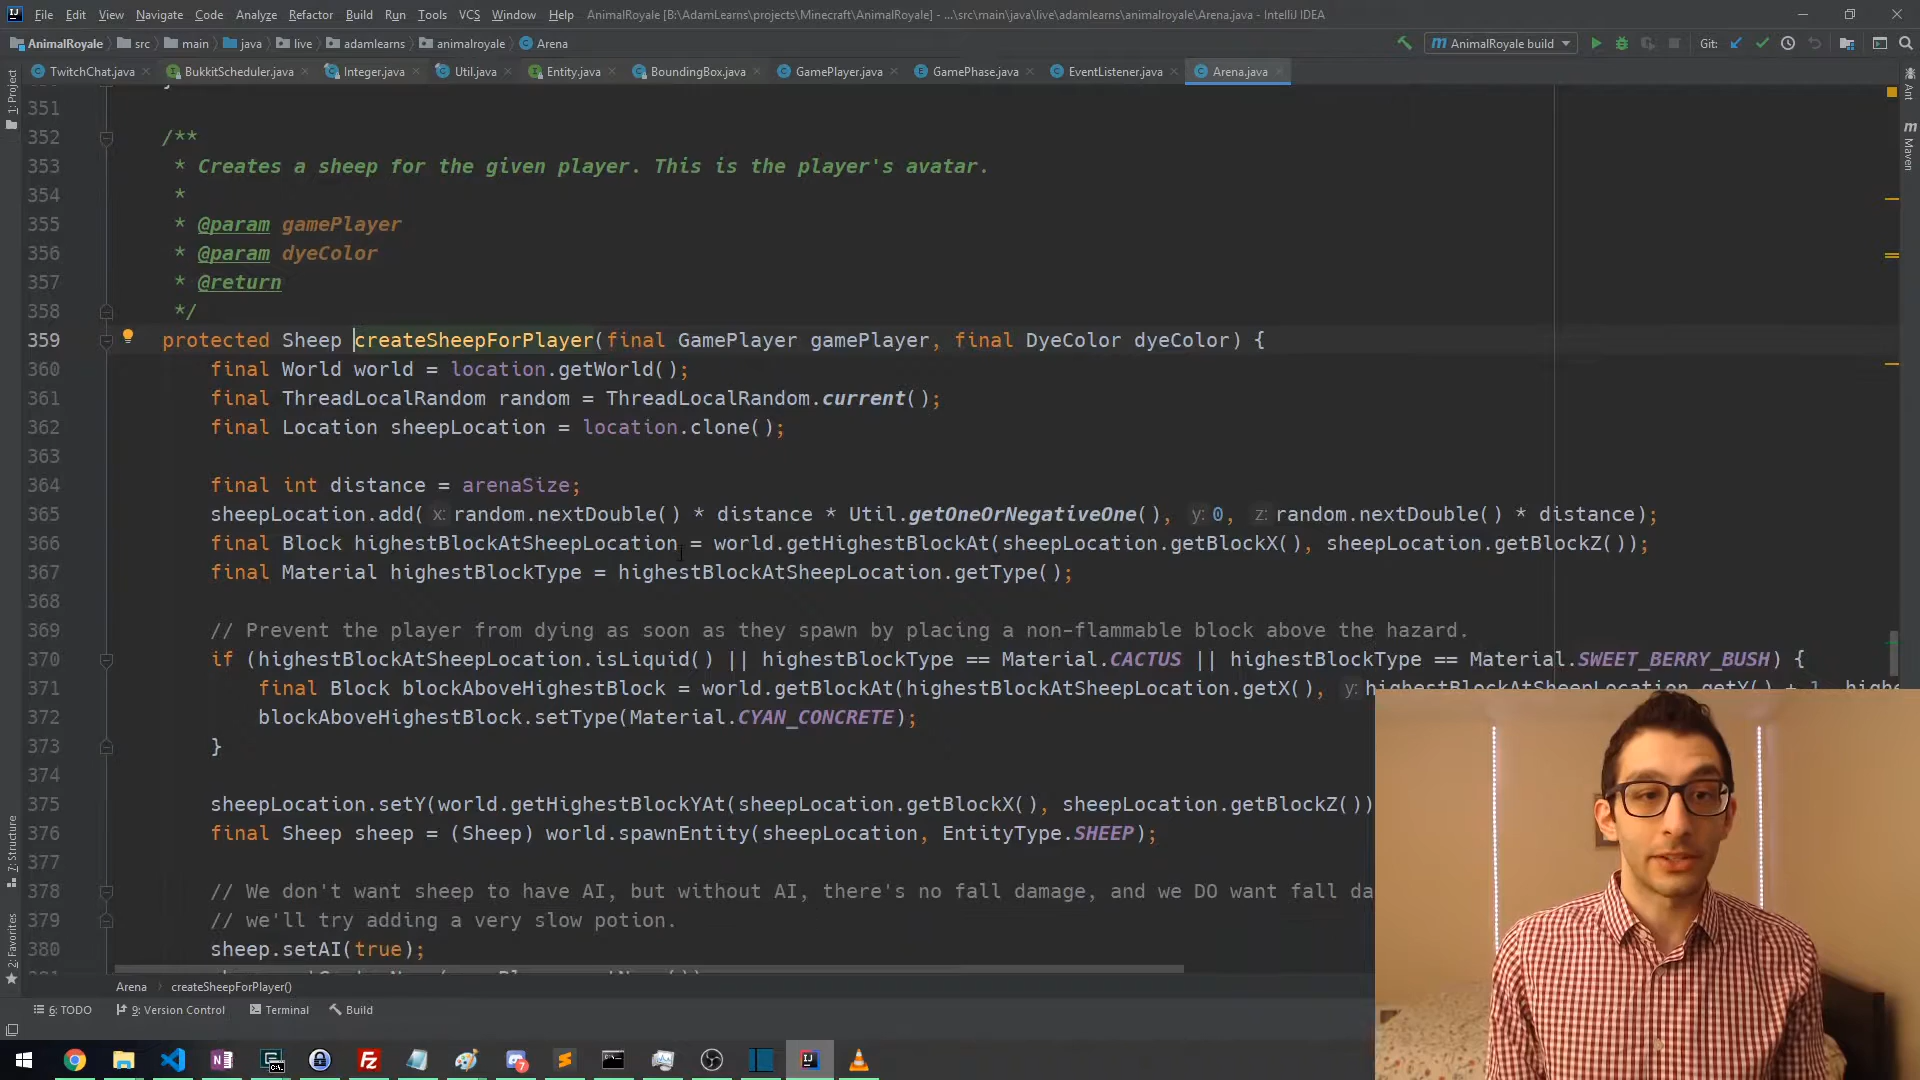 File Edit View Navigate Code Analyze Refactor Build Run Tools VCS Window Help AnimalRoyale [B:\AdamLearns\projects\Minecraft\AnimalRoyale] - ...\src\main\java\live\adamlearns\animalroyale\Arena.java - IntelliJ IDEA
AnimalRoyale src main java live adamlearns animalroyale Arena AnimalRoyale build Git:
TwitchChat.java BukkitScheduler.java Integer.java Util.java Entity.java BoundingBox.java GamePlayer.java GamePhase.java EventListener.java Arena.java
1: Project
Ant
Maven
351
352 /**
353 * Creates a sheep for the given player. This is the player's avatar.
354 *
355 * @param gamePlayer
356 * @param dyeColor
357 * @return
358 */
359 protected Sheep createSheepForPlayer(final GamePlayer gamePlayer, final DyeColor dyeColor) {
360 final World world = location.getWorld();
361 final ThreadLocalRandom random = ThreadLocalRandom.current();
362 final Location sheepLocation = location.clone();
363
364 final int distance = arenaSize;
365 sheepLocation.add( x: random.nextDouble() * distance * Util.getOneOrNegativeOne(), y: 0, z: random.nextDouble() * distance);
366 final Block highestBlockAtSheepLocation = world.getHighestBlockAt(sheepLocation.getBlockX(), sheepLocation.getBlockZ());
367 final Material highestBlockType = highestBlockAtSheepLocation.getType();
368
369 // Prevent the player from dying as soon as they spawn by placing a non-flammable block above the hazard.
370 if (highestBlockAtSheepLocation.isLiquid() || highestBlockType == Material.CACTUS || highestBlockType == Material.SWEET_BERRY_BUSH) {
371 final Block blockAboveHighestBlock = world.getBlockAt(highestBlockAtSheepLocation.getX(), y: highestBlockAtSheepLocation.getY() + 1, highe
372 blockAboveHighestBlock.setType(Material.CYAN_CONCRETE);
373 }
374
375 sheepLocation.setY(world.getHighestBlockYAt(sheepLocation.getBlockX(), sheepLocation.getBlockZ())
376 final Sheep sheep = (Sheep) world.spawnEntity(sheepLocation, EntityType.SHEEP);
377
378 // We don't want sheep to have AI, but without AI, there's no fall damage, and we DO want fall da
379 // we'll try adding a very slow potion.
380 sheep.setAI(true);
7: Structure
2: Favorites
Arena createSheepForPlayer()
6: TODO 9: Version Control Terminal Build